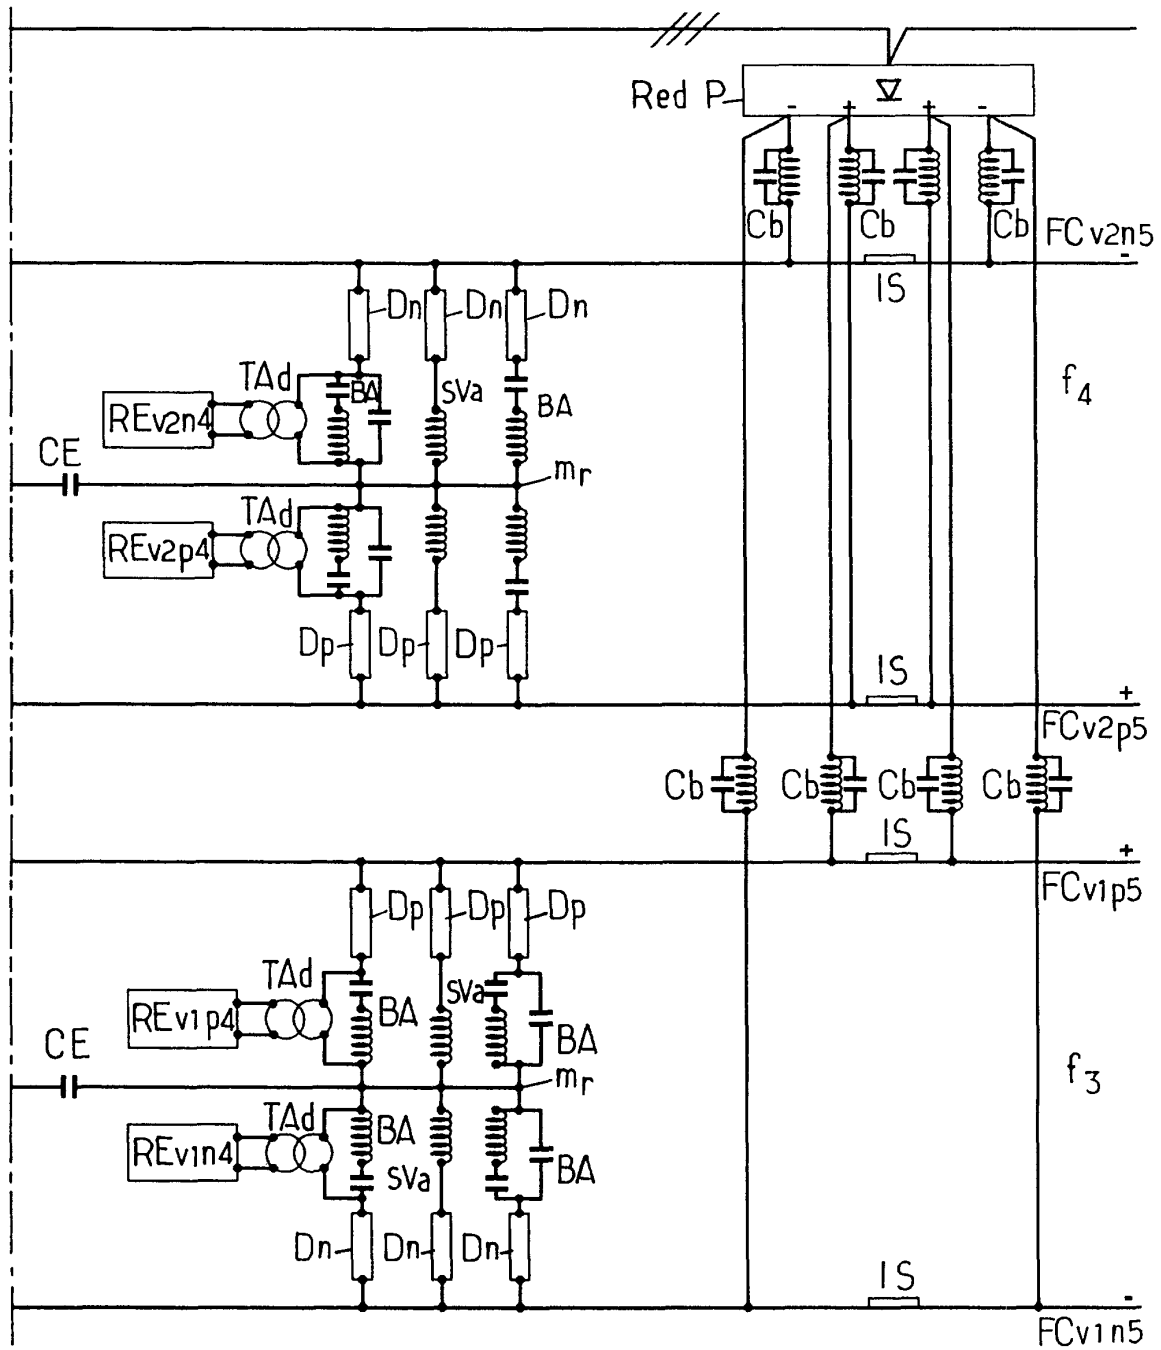 Red P
- + + -
Cb Cb Cb
FCv2n5
-
IS
Dn Dn Dn
TAd BA SVa BA
f4
REv2n4
CE
mr
TAd
REv2p4
Dp Dp Dp
IS
+
FCv2p5
Cb Cb Cb Cb
IS
+
FCv1p5
Dp Dp Dp
TAd SVa
REv1p4 BA BA
CE
mr
f3
TAd BA
REv1n4 SVa BA
Dn Dn Dn
IS
-
FCv1n5